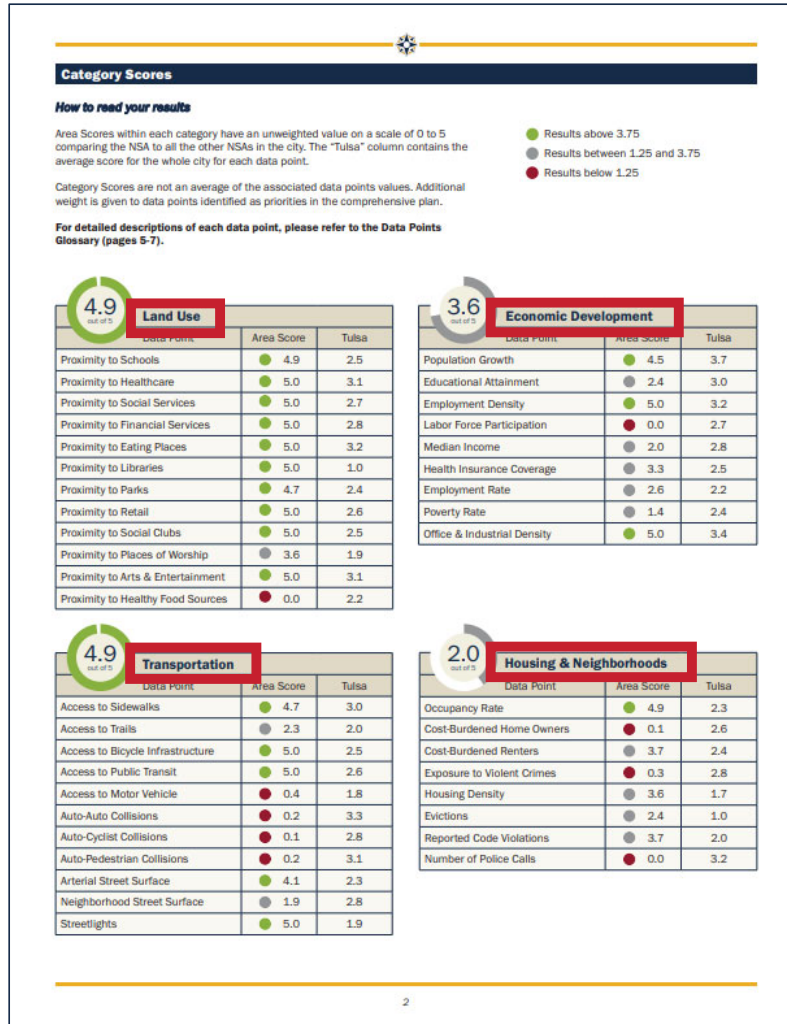 Category Scores
How to read your results
Area Scores within each category have an unweighted value on a scale of 0 to 5
comparing the NSA to all the other NSAs in the city. The “Tulsa” column contains the
average score for the whole city for each data point.
Category Scores are not an average of the associated data points values. Additional
weight is given to data points identified as priorities in the comprehensive plan.
For detailed descriptions of each data point, please refer to the Data Points
Glossary (pages 5-7).
Results above 3.75
Results between 1.25 and 3.75
Results below 1.25
4.9
out of 5
Land Use
Data Point Area Score Tulsa
Proximity to Schools 4.9 2.5
Proximity to Healthcare 5.0 3.1
Proximity to Social Services 5.0 2.7
Proximity to Financial Services 5.0 2.8
Proximity to Eating Places 5.0 3.2
Proximity to Libraries 5.0 1.0
Proximity to Parks 4.7 2.4
Proximity to Retail 5.0 2.6
Proximity to Social Clubs 5.0 2.5
Proximity to Places of Worship 3.6 1.9
Proximity to Arts & Entertainment 5.0 3.1
Proximity to Healthy Food Sources 0.0 2.2
3.6
out of 5
Economic Development
Data Point Area Score Tulsa
Population Growth 4.5 3.7
Educational Attainment 2.4 3.0
Employment Density 5.0 3.2
Labor Force Participation 0.0 2.7
Median Income 2.0 2.8
Health Insurance Coverage 3.3 2.5
Employment Rate 2.6 2.2
Poverty Rate 1.4 2.4
Office & Industrial Density 5.0 3.4
4.9
out of 5
Transportation
Data Point Area Score Tulsa
Access to Sidewalks 4.7 3.0
Access to Trails 2.3 2.0
Access to Bicycle Infrastructure 5.0 2.5
Access to Public Transit 5.0 2.6
Access to Motor Vehicle 0.4 1.8
Auto-Auto Collisions 0.2 3.3
Auto-Cyclist Collisions 0.1 2.8
Auto-Pedestrian Collisions 0.2 3.1
Arterial Street Surface 4.1 2.3
Neighborhood Street Surface 1.9 2.8
Streetlights 5.0 1.9
2.0
out of 5
Housing & Neighborhoods
Data Point Area Score Tulsa
Occupancy Rate 4.9 2.3
Cost-Burdened Home Owners 0.1 2.6
Cost-Burdened Renters 3.7 2.4
Exposure to Violent Crimes 0.3 2.8
Housing Density 3.6 1.7
Evictions 2.4 1.0
Reported Code Violations 3.7 2.0
Number of Police Calls 0.0 3.2
2